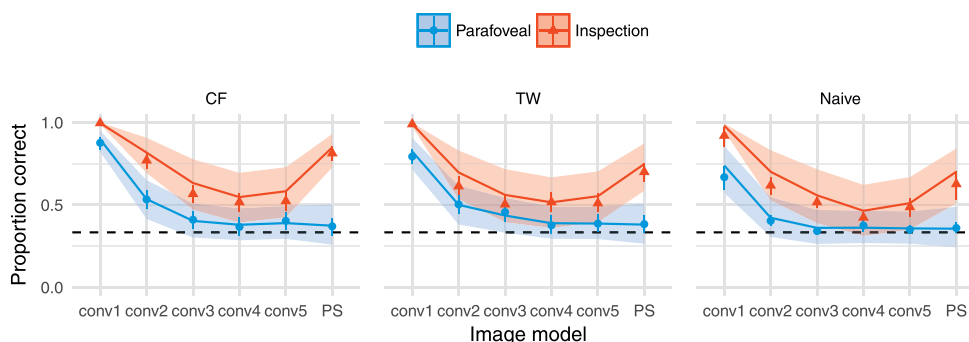 Parafoveal Inspection
CF TW Naive
Proportion correct
1.0
0.5
0.0
conv1 conv2 conv3 conv4 conv5 PS conv1 conv2 conv3 conv4 conv5 PS conv1 conv2 conv3 conv4 conv5 PS
Image model